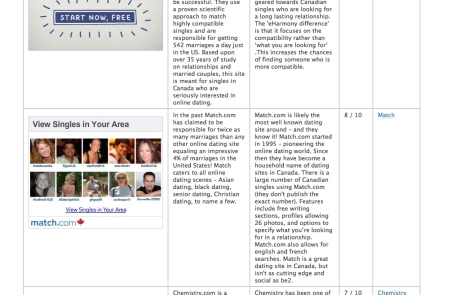 be successful. They use
a proven scientific
approach to match
highly compatible
singles and are
responsible for getting
542 marriages a day just
in the US. Based upon
over 35 years of study
on relationships and
married couples, this site
is meant for singles in
Canada who are
seriously interested in
online dating.
geared towards Canadian
singles who are looking for
a long lasting relationship.
The 'eHarmony difference'
is that it focuses on the
compatibility rather than
'what you are looking for'
.This increases the chances
of finding someone who is
more compatible.
START NOW, FREE
View Singles in Your Area
View Singles in Your Area
match.com
In the past Match.com
has claimed to be
responsible for twice as
many marriages than any
other online dating site
equaling an impressive
4% of marriages in the
United States! Match
caters to all online
dating scenes - Asian
dating, black dating,
senior dating, Christian
dating, to name a few.
Match.com is likely the
most well known dating
site around - and they
know it! Match.com started
in 1995 - pioneering the
online dating world. Since
then they have become a
household name of dating
sites in Canada. There is a
large number of Canadian
singles using Match.com
(they don't publish the
exact number). Features
include free writing
sections, profiles allowing
26 photos, and options to
specify what you're looking
for in a relationship.
Match.com also allows for
english and french
searches. Match is a great
dating site in Canada, but
isn't as cutting edge and
social as be2.
8 / 10
Match
Chemistry.com is a
Chemistry has been one of
7 / 10
Chemistry